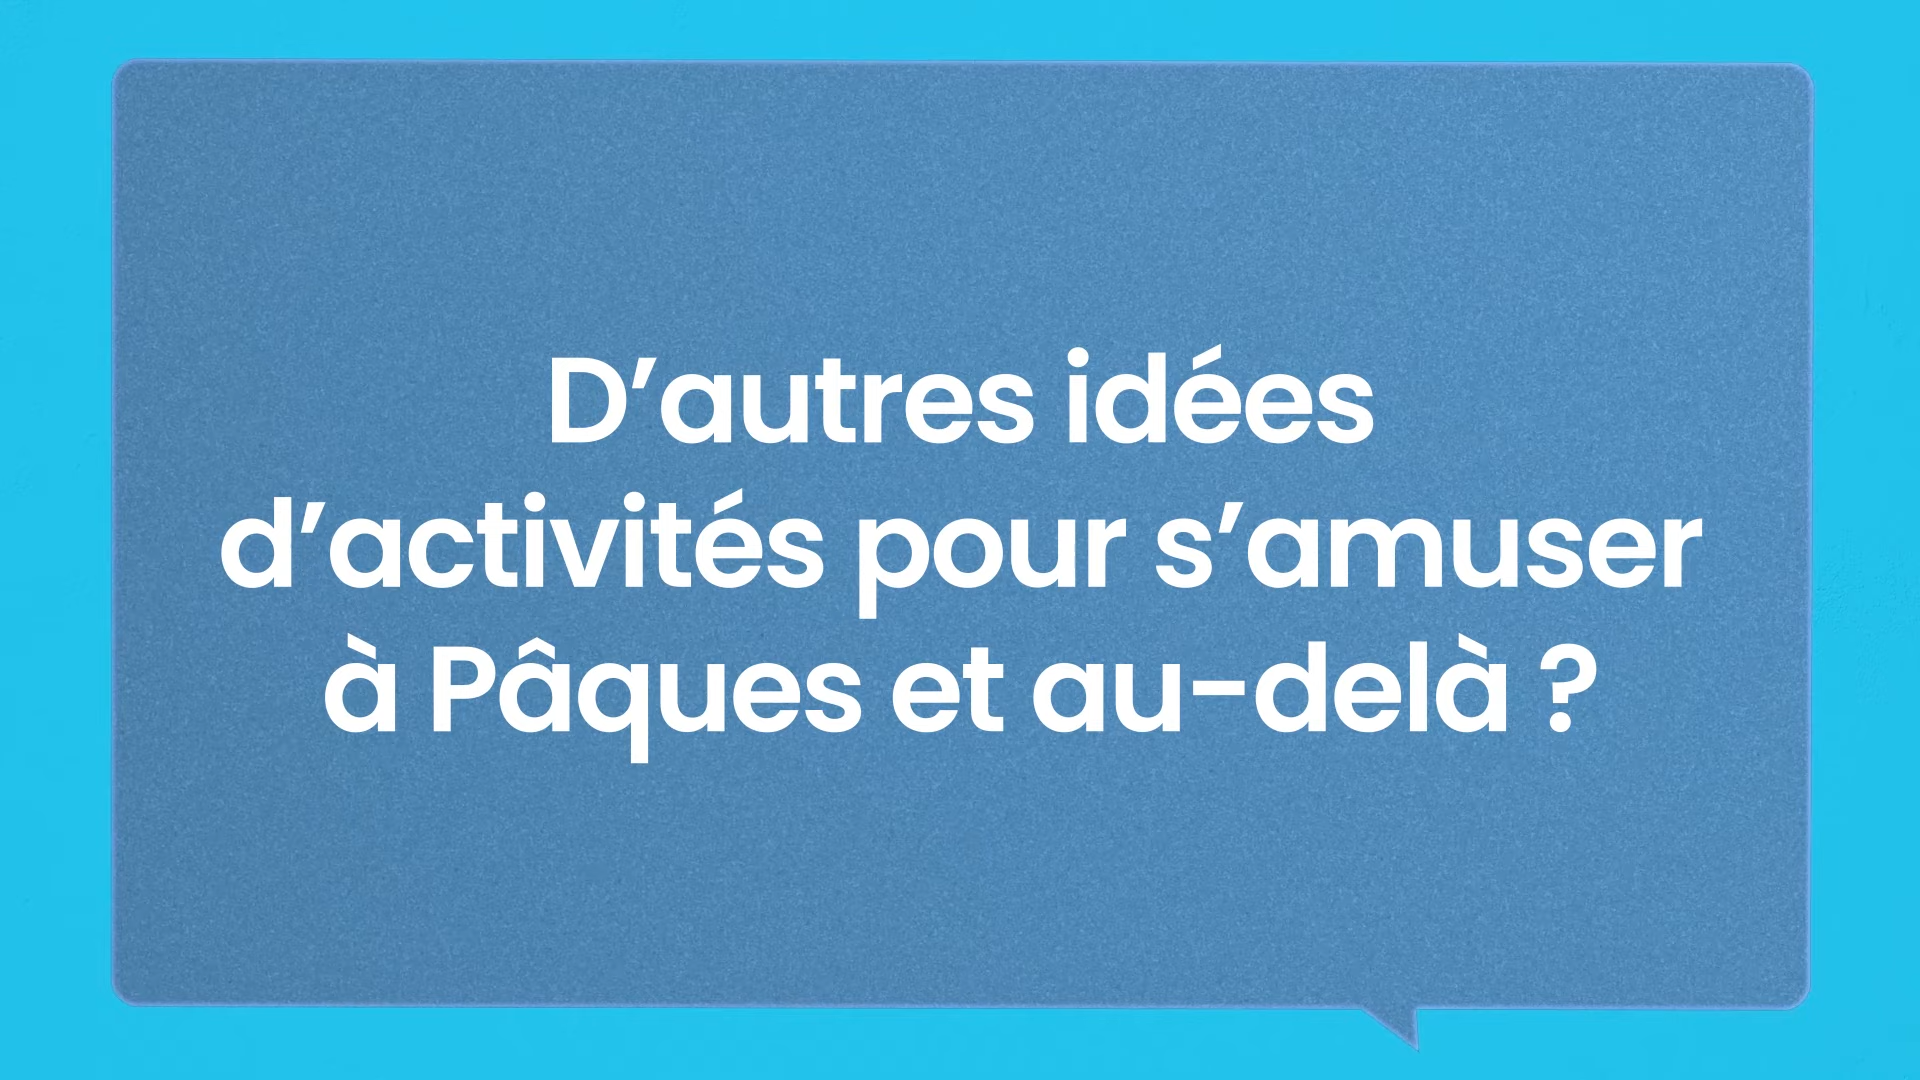 D’autres idées
d’activités pour s’amuser
à Pâques et au-delà ?